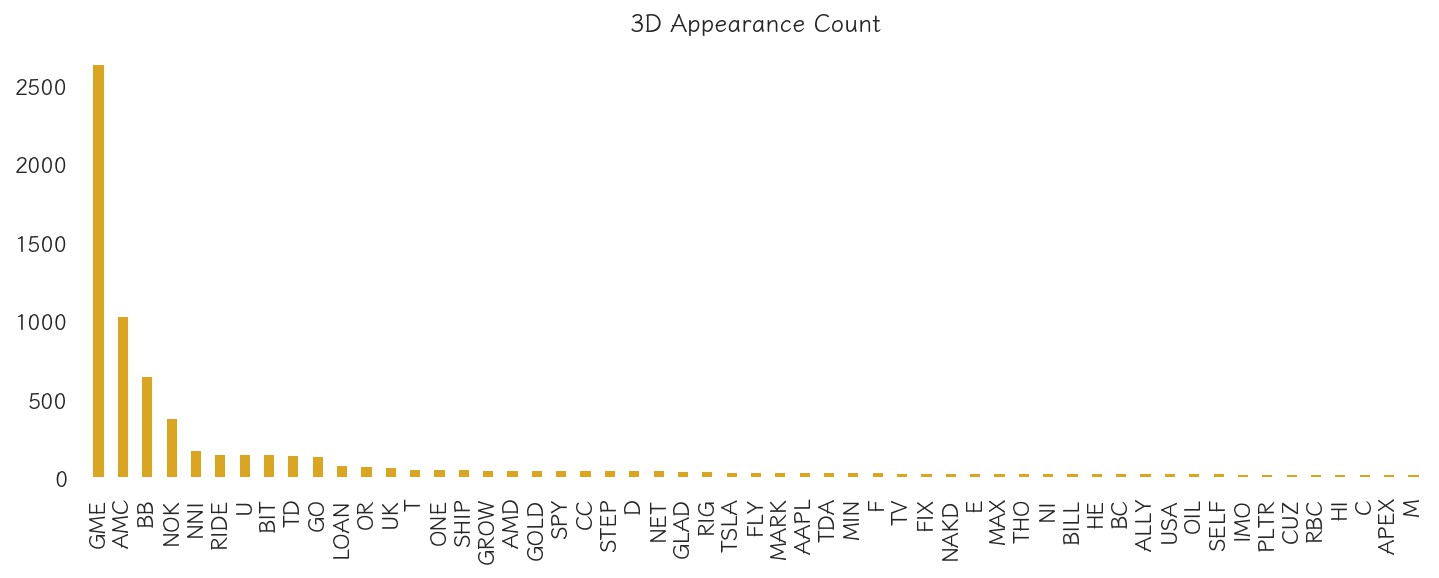 3D Appearance Count
2500
2000
1500
1000
500
0
GME
AMC
BB
NOK
NNI
RIDE
U
BIT
TD
GO
LOAN
OR
UK
T
ONE
SHIP
GROW
AMD
GOLD
SPY
CC
STEP
D
NET
GLAD
RIG
TSLA
FLY
MARK
AAPL
TDA
MIN
F
TV
FIX
NAKD
E
MAX
THO
NI
BILL
HE
BC
ALLY
USA
OIL
SELF
IMO
PLTR
CUZ
RBC
HI
C
APEX
M